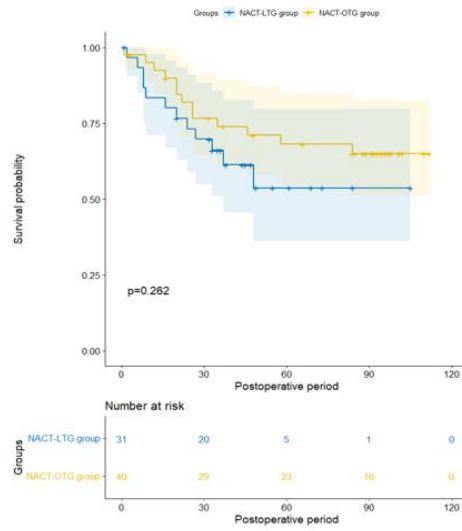 Groups NACT-LTG group NACT-OTG group
1.00
0.75
Survival probability
0.50
0.25
p=0.262
0.00
0 30 60 90 120
Postoperative period
Number at risk
Groups
NACT-LTG group 31 20 5 1 0
NACT-OTG group 40 29 23 16 0
0 30 60 90 120
Postoperative period